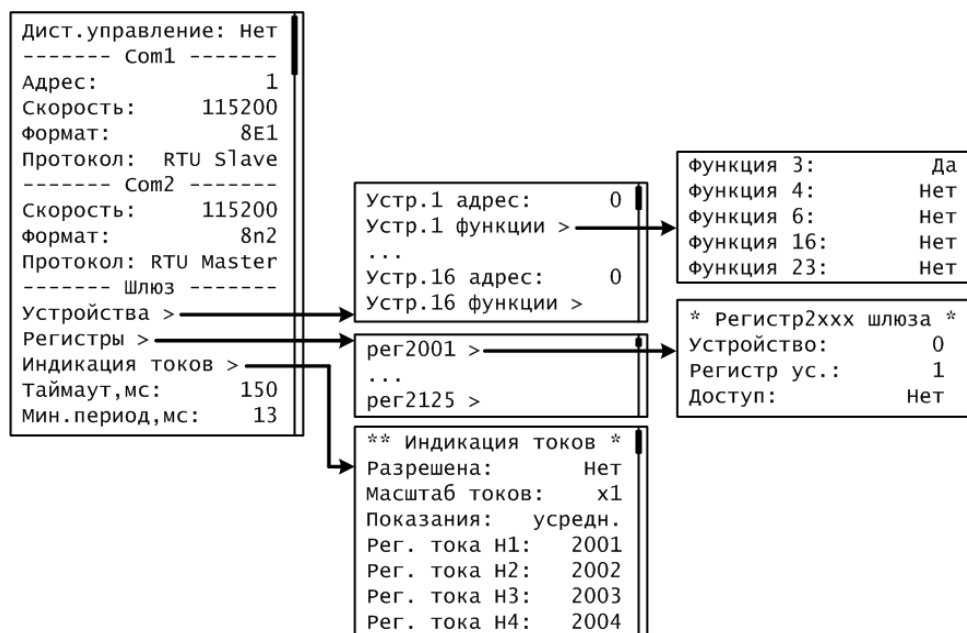 Дист.управление: Нет
------- Com1 -------
Адрес: 1
Скорость: 115200
Формат: 8E1
Протокол: RTU Slave
------- Com2 -------
Скорость: 115200
Формат: 8n2
Протокол: RTU Master
------- Шлюз -------
Устройства >
Регистры >
Индикация токов >
Таймаут,мс: 150
Мин.период,мс: 13
Устр.1 адрес: 0
Устр.1 функции >
...
Устр.16 адрес: 0
Устр.16 функции >
рег2001 >
...
рег2125 >
** Индикация токов *
Разрешена: Нет
Масштаб токов: x1
Показания: усредн.
Рег. тока Н1: 2001
Рег. тока Н2: 2002
Рег. тока Н3: 2003
Рег. тока Н4: 2004
Функция 3: Да
Функция 4: Нет
Функция 6: Нет
Функция 16: Нет
Функция 23: Нет
* Регистр2xxx шлюза *
Устройство: 0
Регистр ус.: 1
Доступ: Нет